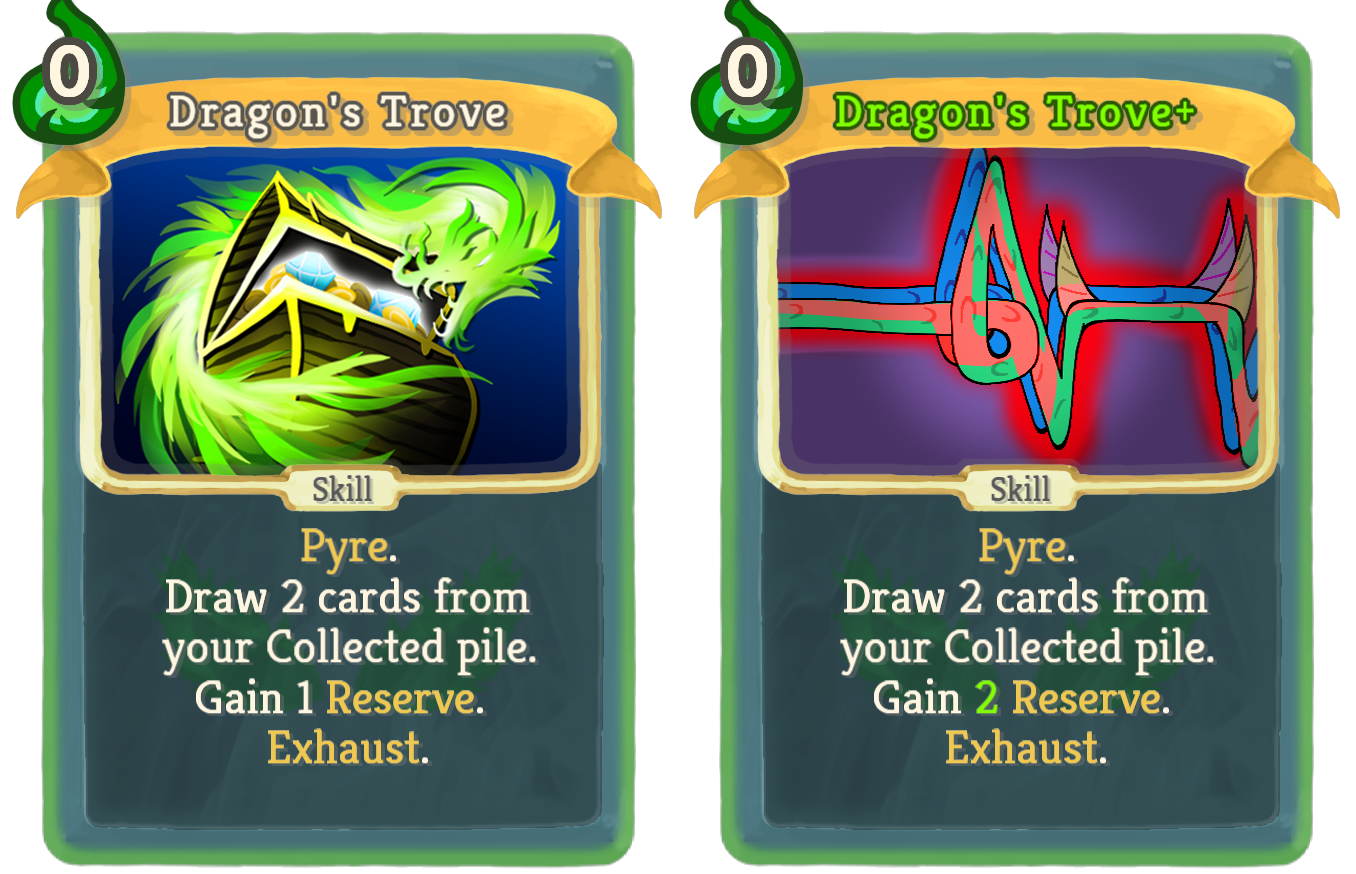 0
Dragon's Trove
Skill
Pyre.
Draw 2 cards from
your Collected pile.
Gain 1 Reserve.
Exhaust.
0
Dragon's Trove+
Skill
Pyre.
Draw 2 cards from
your Collected pile.
Gain 2 Reserve.
Exhaust.